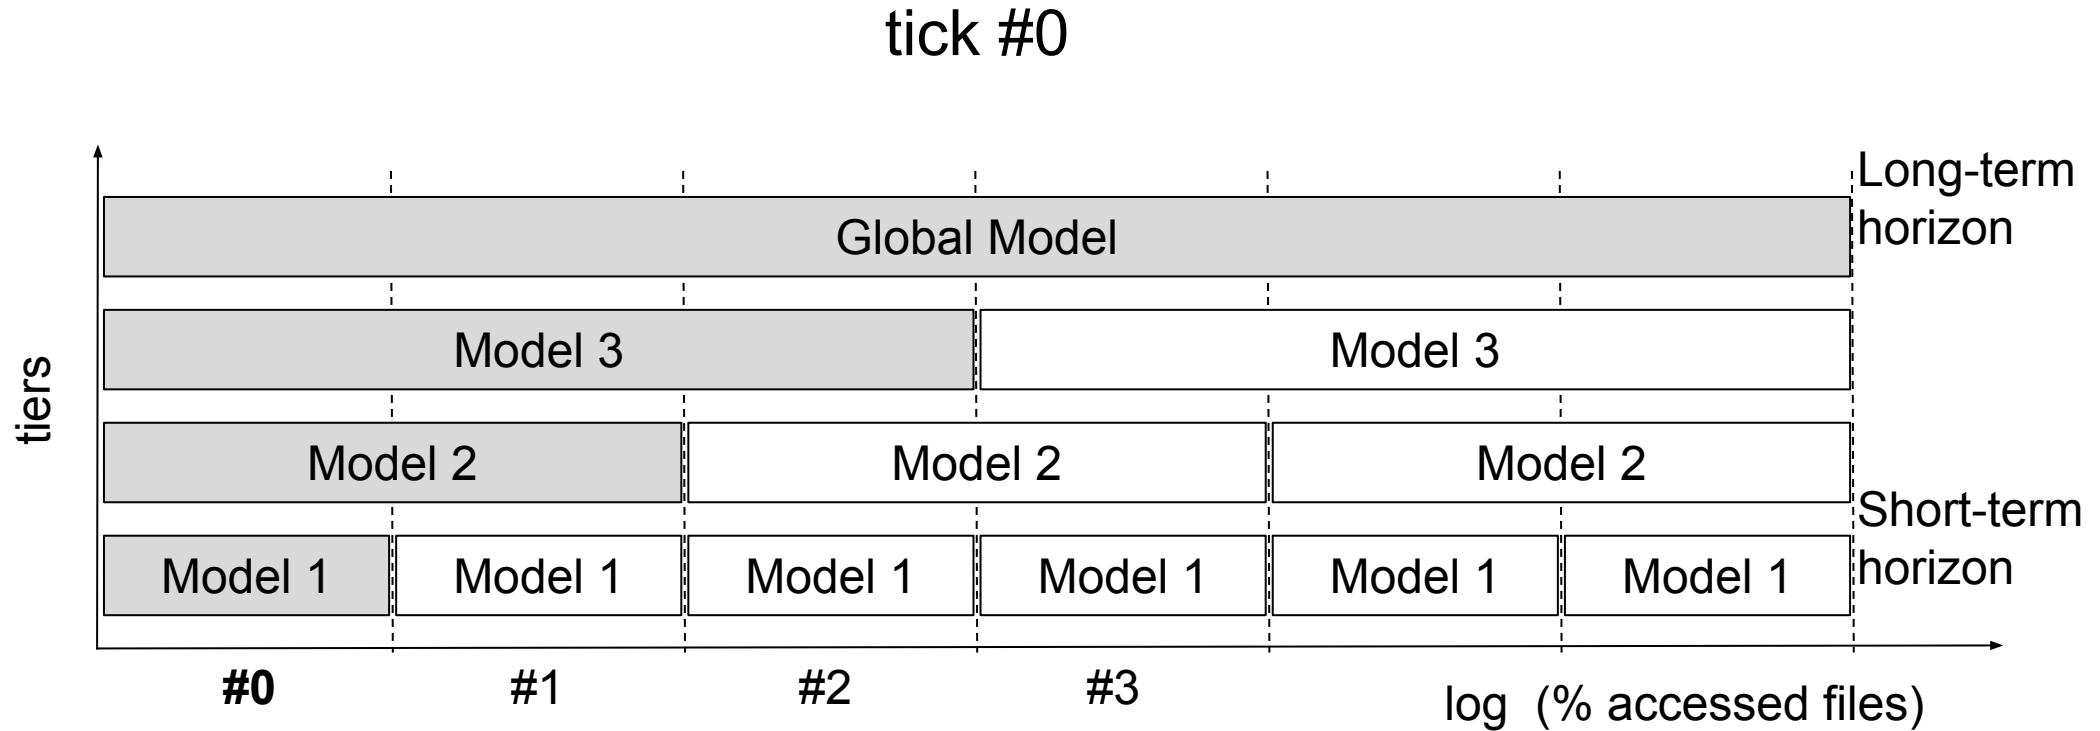 tick #0
Long-term
horizon
Global Model
Model 3 Model 3
tiers
Model 2 Model 2 Model 2
Short-term
horizon
Model 1 Model 1 Model 1 Model 1 Model 1 Model 1
#0 #1 #2 #3
log (% accessed files)